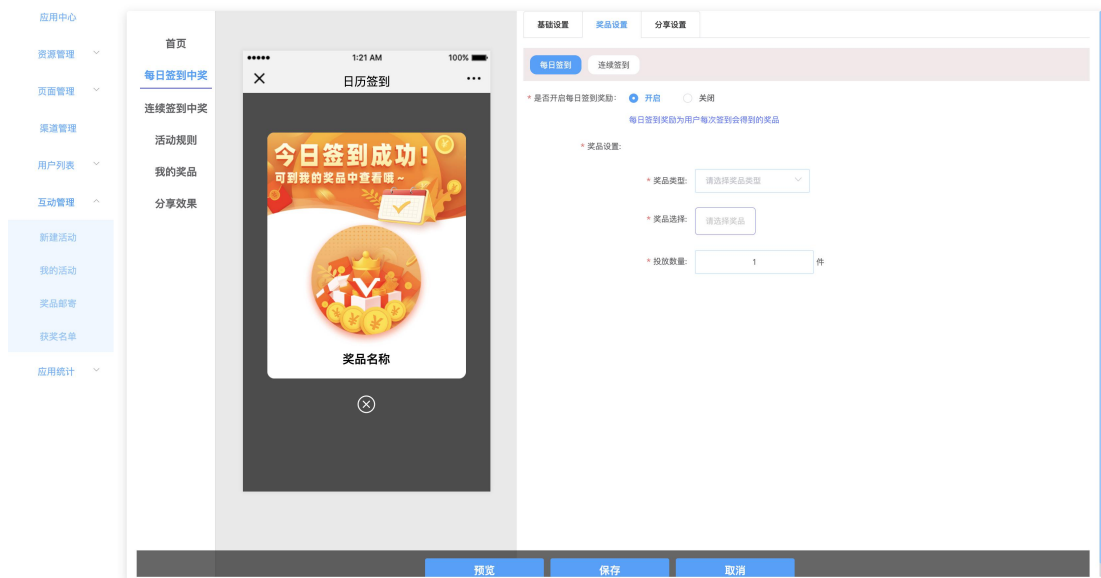 应用中心
资源管理
页面管理
渠道管理
用户列表
互动管理
新建活动
我的活动
奖品邮寄
获奖名单
应用统计
首页
每日签到中奖
连续签到中奖
活动规则
我的奖品
分享效果
1:21 AM 100%
日历签到
今日签到成功!
可到我的奖品中查看哦~
奖品名称
基础设置 奖品设置 分享设置
每日签到 连续签到
* 是否开启每日签到奖励: 开启 关闭
每日签到奖励为用户每次签到会得到的奖品
* 奖品设置:
* 奖品类型: 请选择奖品类型
* 奖品选择: 请选择奖品
* 投放数量: 1 件
预览 保存 取消